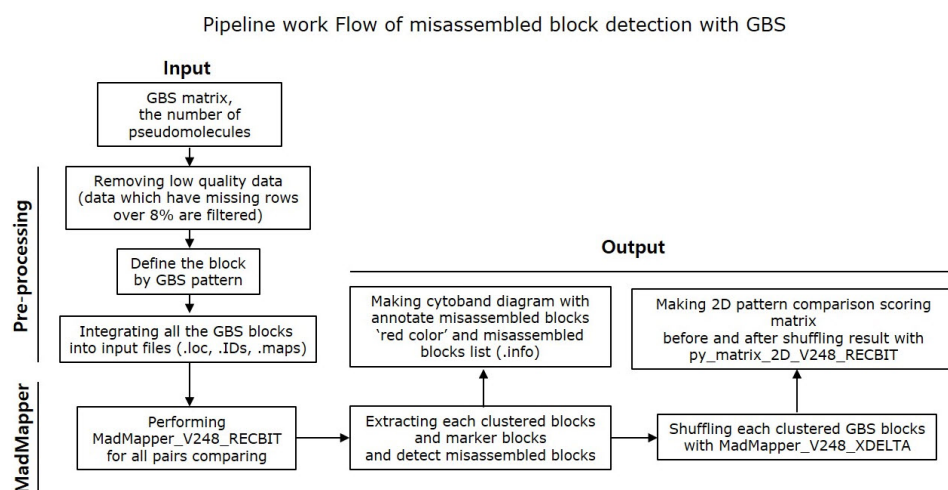 Pipeline work Flow of misassembled block detection with GBS
Input
GBS matrix,
the number of
pseudomolecules
Pre-processing
Removing low quality data
(data which have missing rows
over 8% are filtered)
Define the block
by GBS pattern
Integrating all the GBS blocks
into input files (.loc, .IDs, .maps)
Output
Making cytoband diagram with
annotate misassembled blocks
‘red color’ and misassembled
blocks list (.info)
Making 2D pattern comparison scoring
matrix
before and after shuffling result with
py_matrix_2D_V248_RECBIT
MadMapper
Performing
MadMapper_V248_RECBIT
for all pairs comparing
Extracting each clustered blocks
and marker blocks
and detect misassembled blocks
Shuffling each clustered GBS blocks
with MadMapper_V248_XDELTA